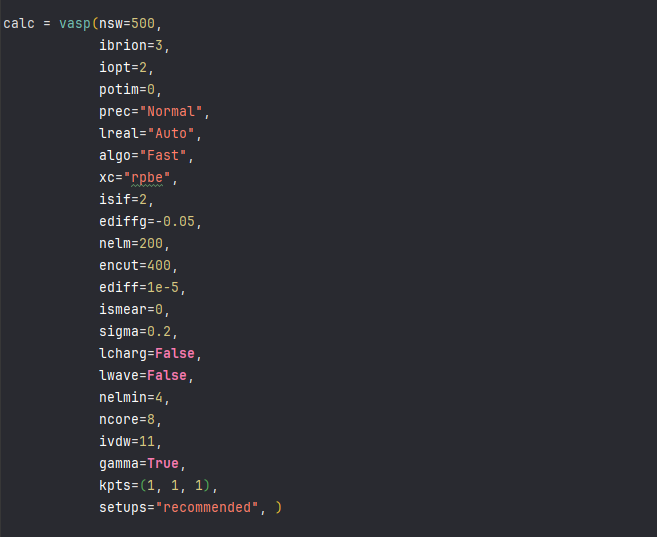 calc = vasp(nsw=500,
ibrion=3,
iopt=2,
potim=0,
prec="Normal",
lreal="Auto",
algo="Fast",
xc="rpbe",
isif=2,
ediffg=-0.05,
nelm=200,
encut=400,
ediff=1e-5,
ismear=0,
sigma=0.2,
lcharg=False,
lwave=False,
nelmin=4,
ncore=8,
ivdw=11,
gamma=True,
kpts=(1, 1, 1),
setups="recommended", )